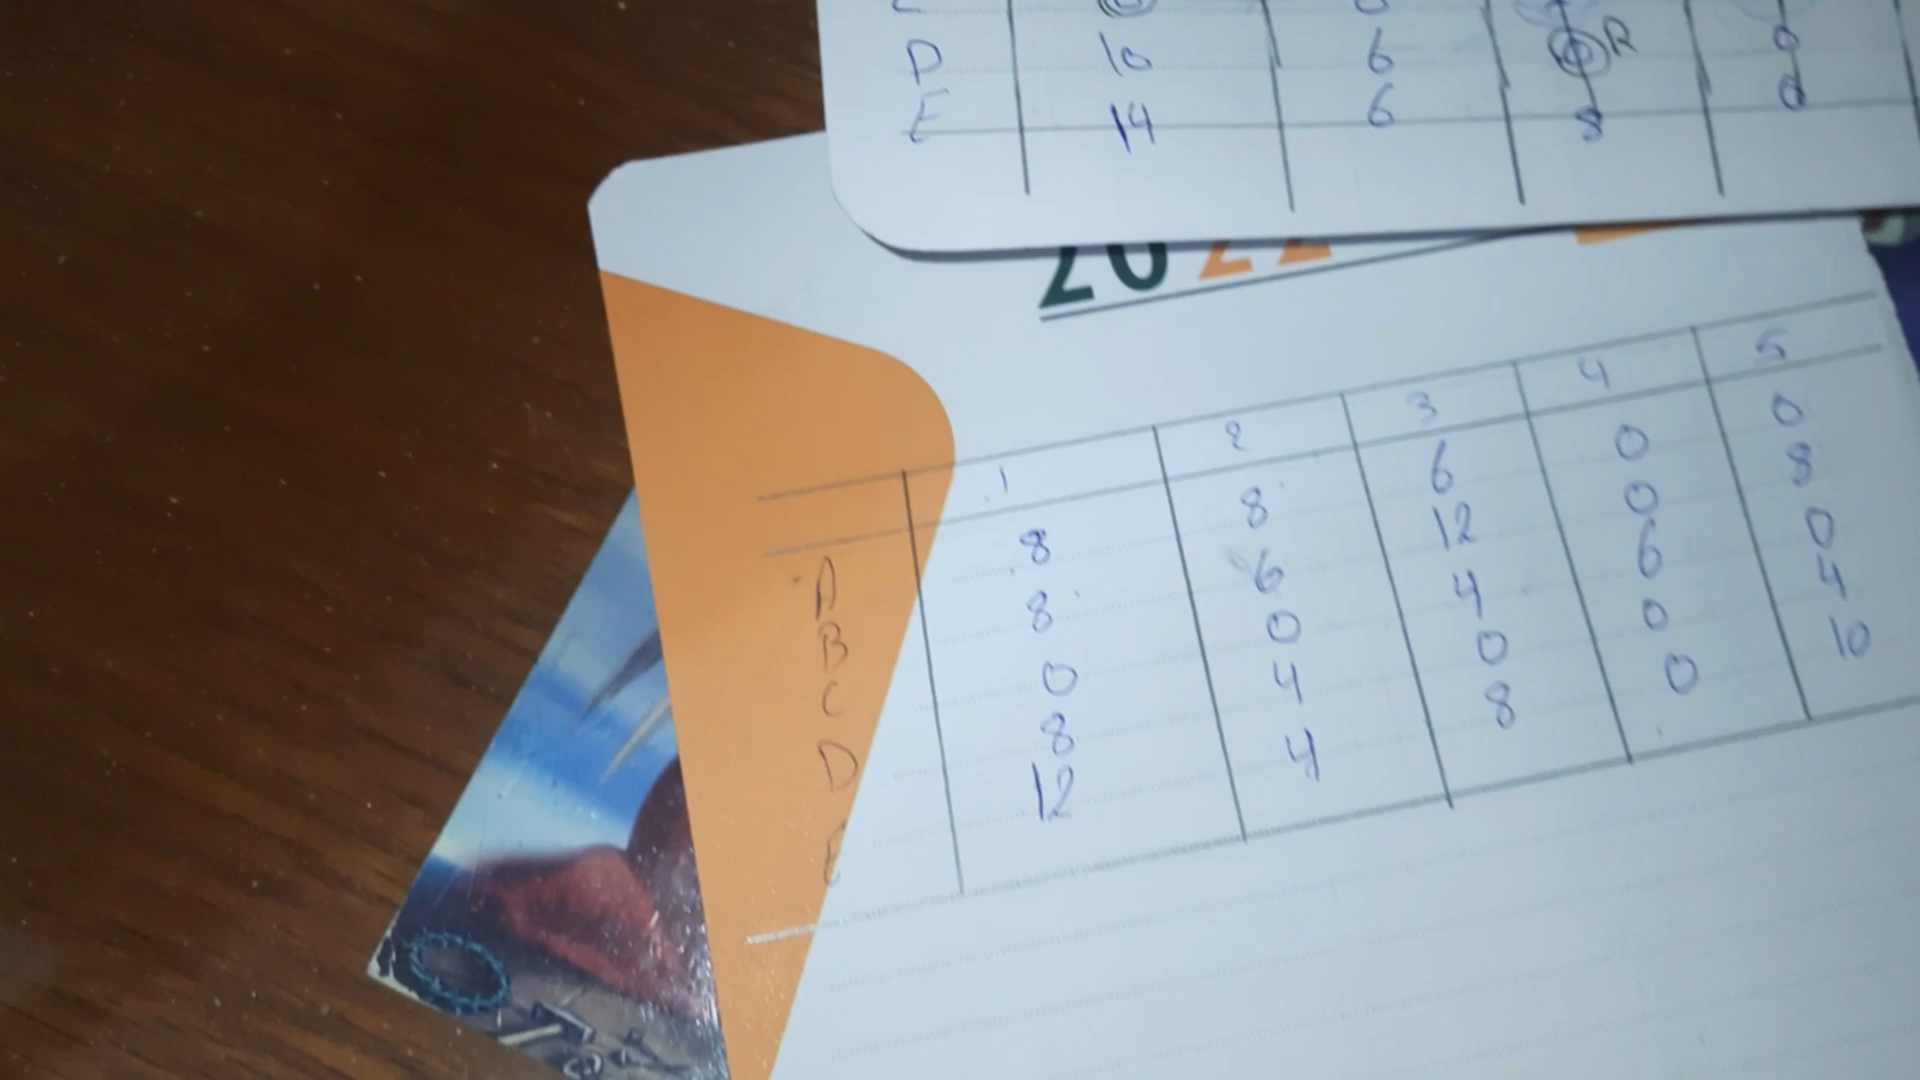 D 10 6 R 0
E 14 6 8 0
2022
1 2 3 4 5
A 8 8 6 0 0
B 8 6 12 0 8
C 0 0 4 6 0
D 8 4 0 0 4
E 12 4 8 0 10